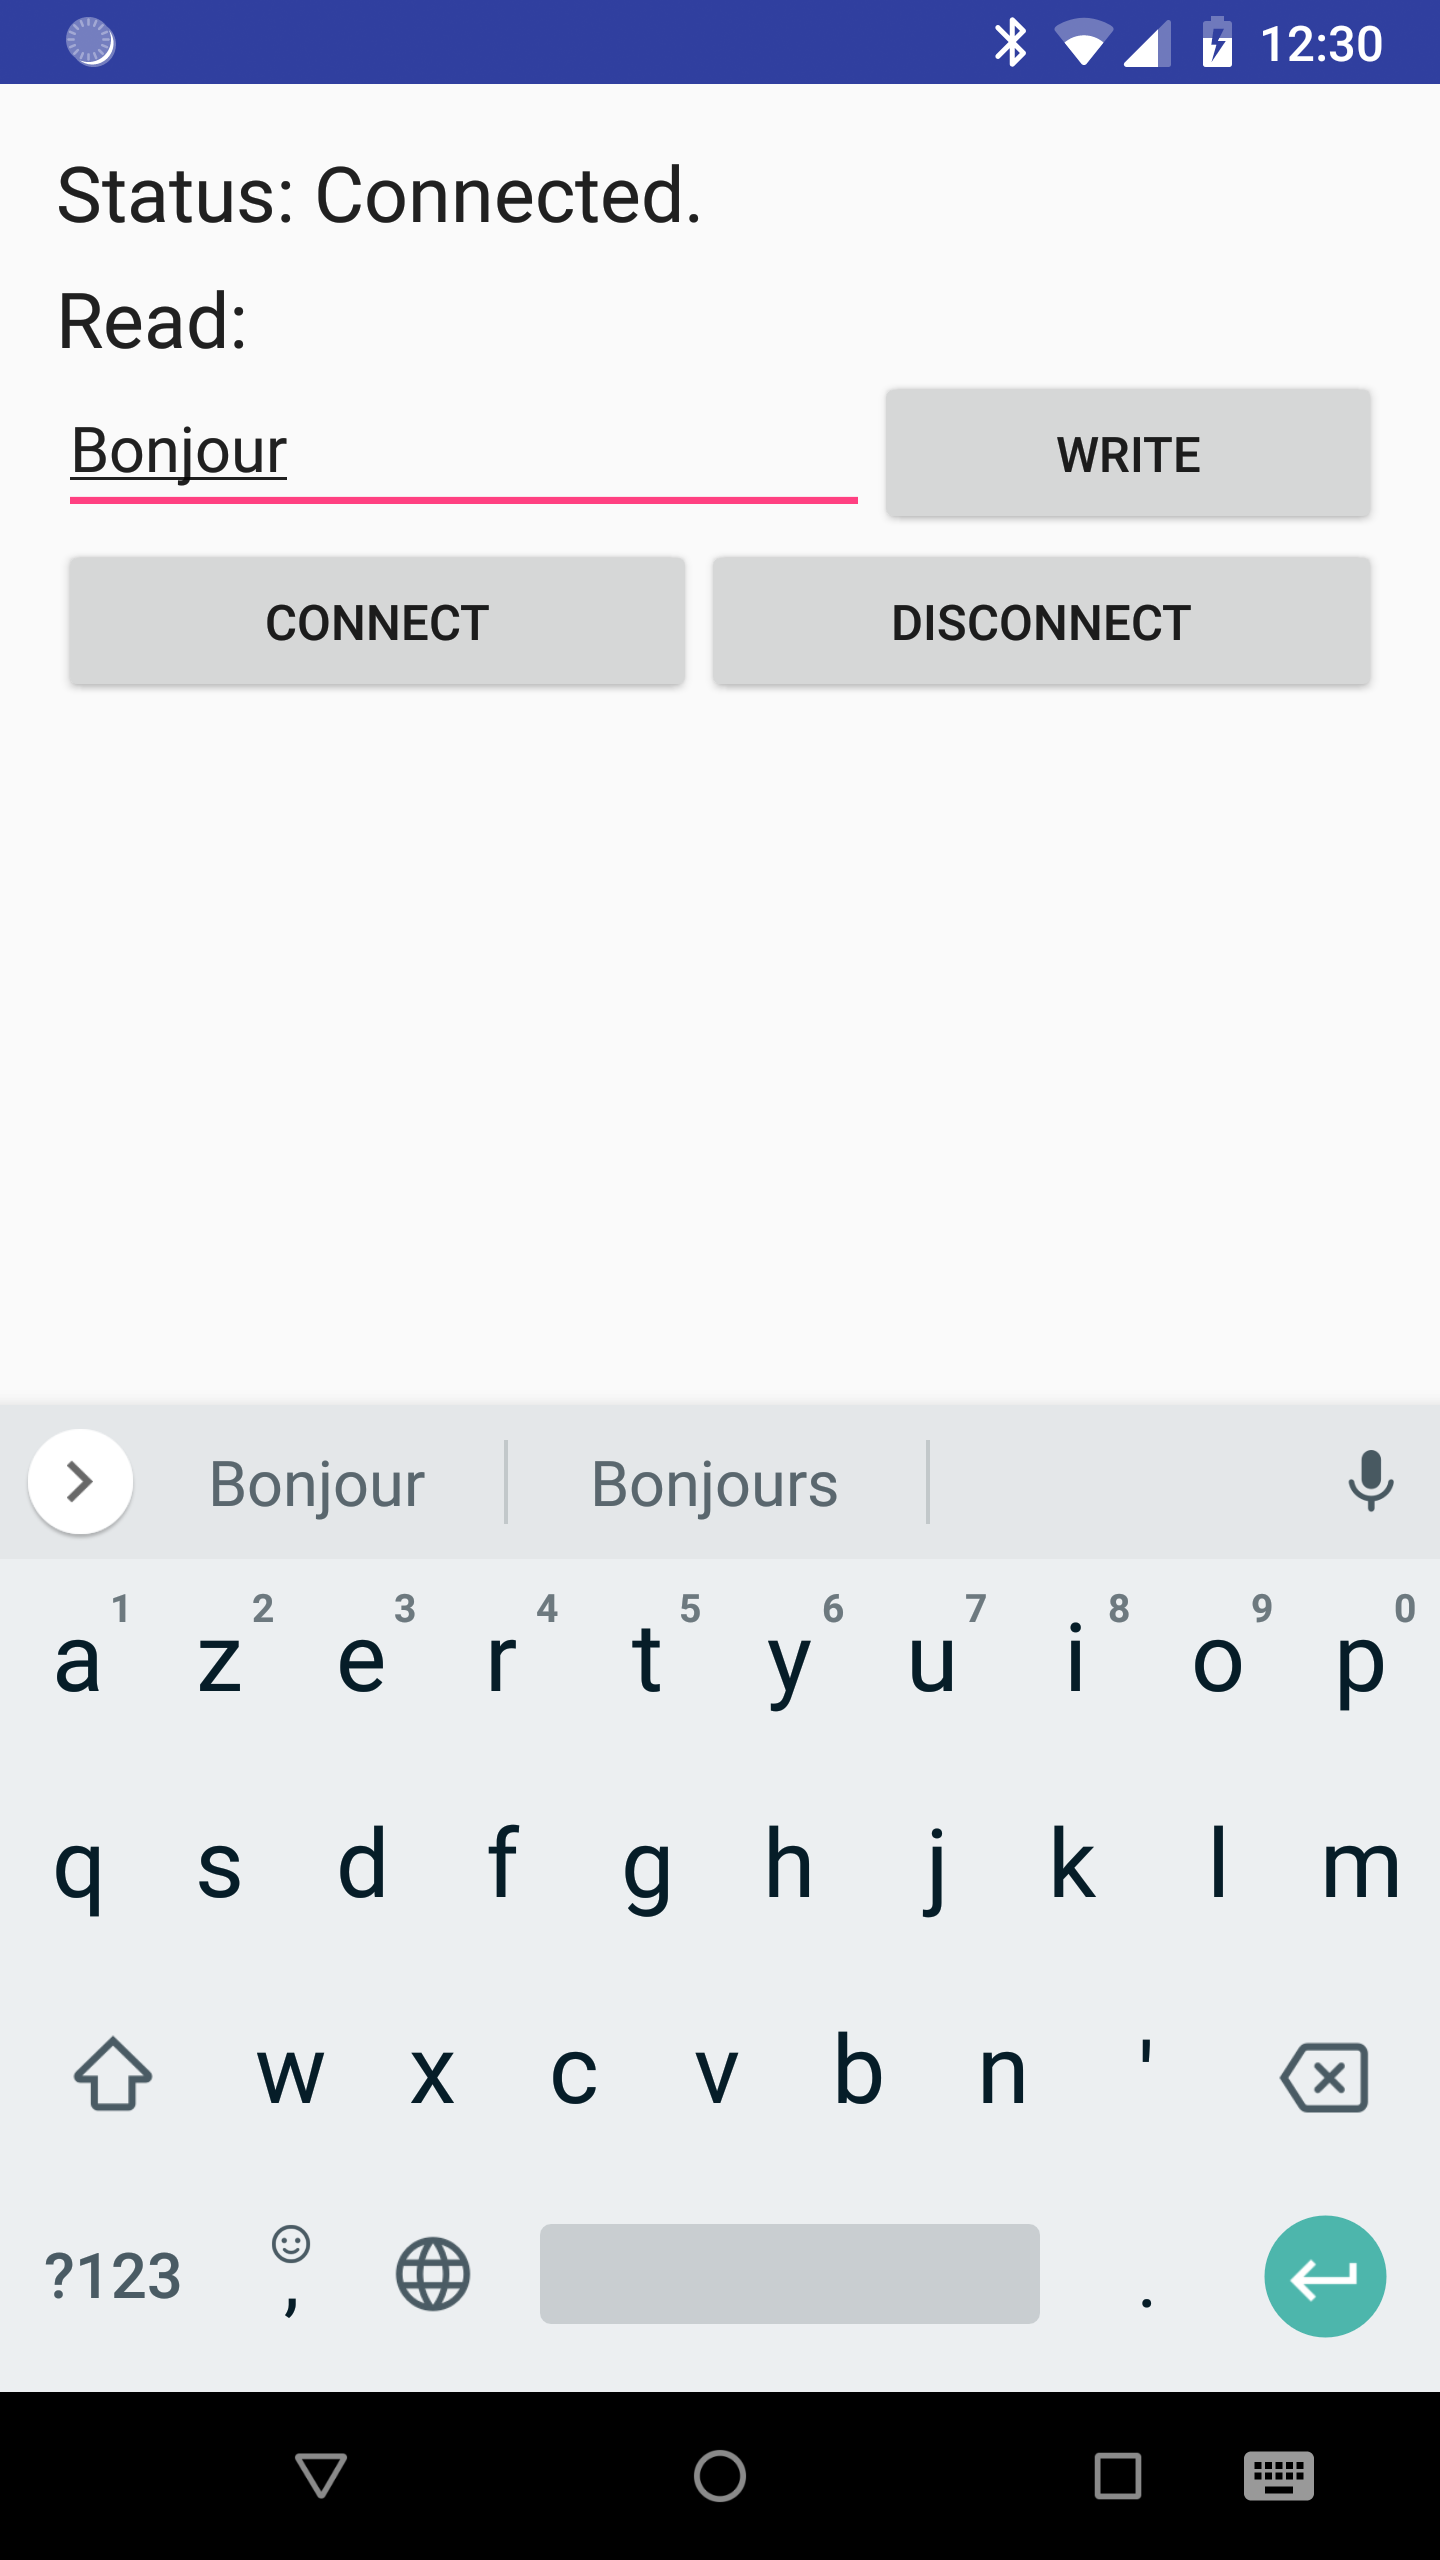 12:30
Status: Connected.
Read:
Bonjour WRITE
CONNECT DISCONNECT
Bonjour Bonjours
1 2 3 4 5 6 7 8 9 0
a z e r t y u i o p
q s d f g h j k l m
w x c v b n '
?123 , .